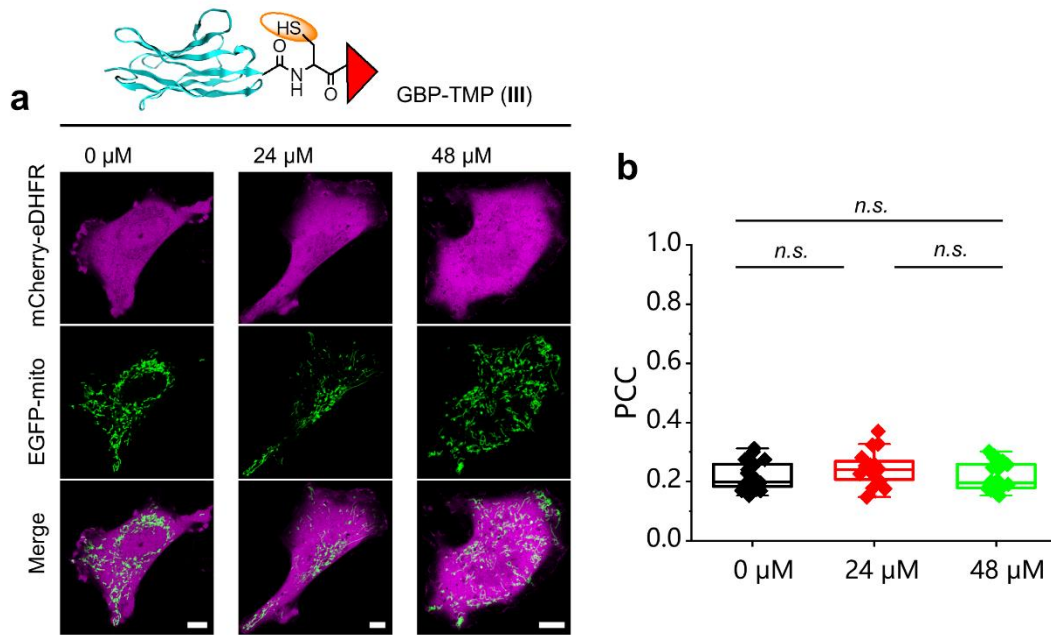 HS
O
N
H
O
GBP-TMP (III)
a
0 µM 24 µM 48 µM
mCherry-eDHFR
EGFP-mito
Merge
b
n.s.
n.s. n.s.
PCC
1.0
0.8
0.6
0.4
0.2
0.0
0 µM 24 µM 48 µM